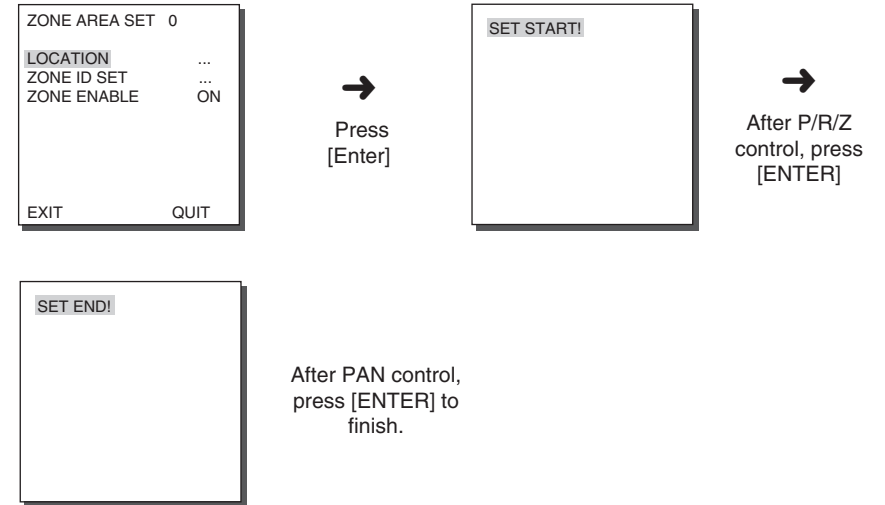 ZONE AREA SET 0
LOCATION ...
ZONE ID SET ...
ZONE ENABLE ON
EXIT QUIT
Press
[Enter]
SET START!
After P/R/Z
control, press
[ENTER]
SET END!
After PAN control,
press [ENTER] to
finish.